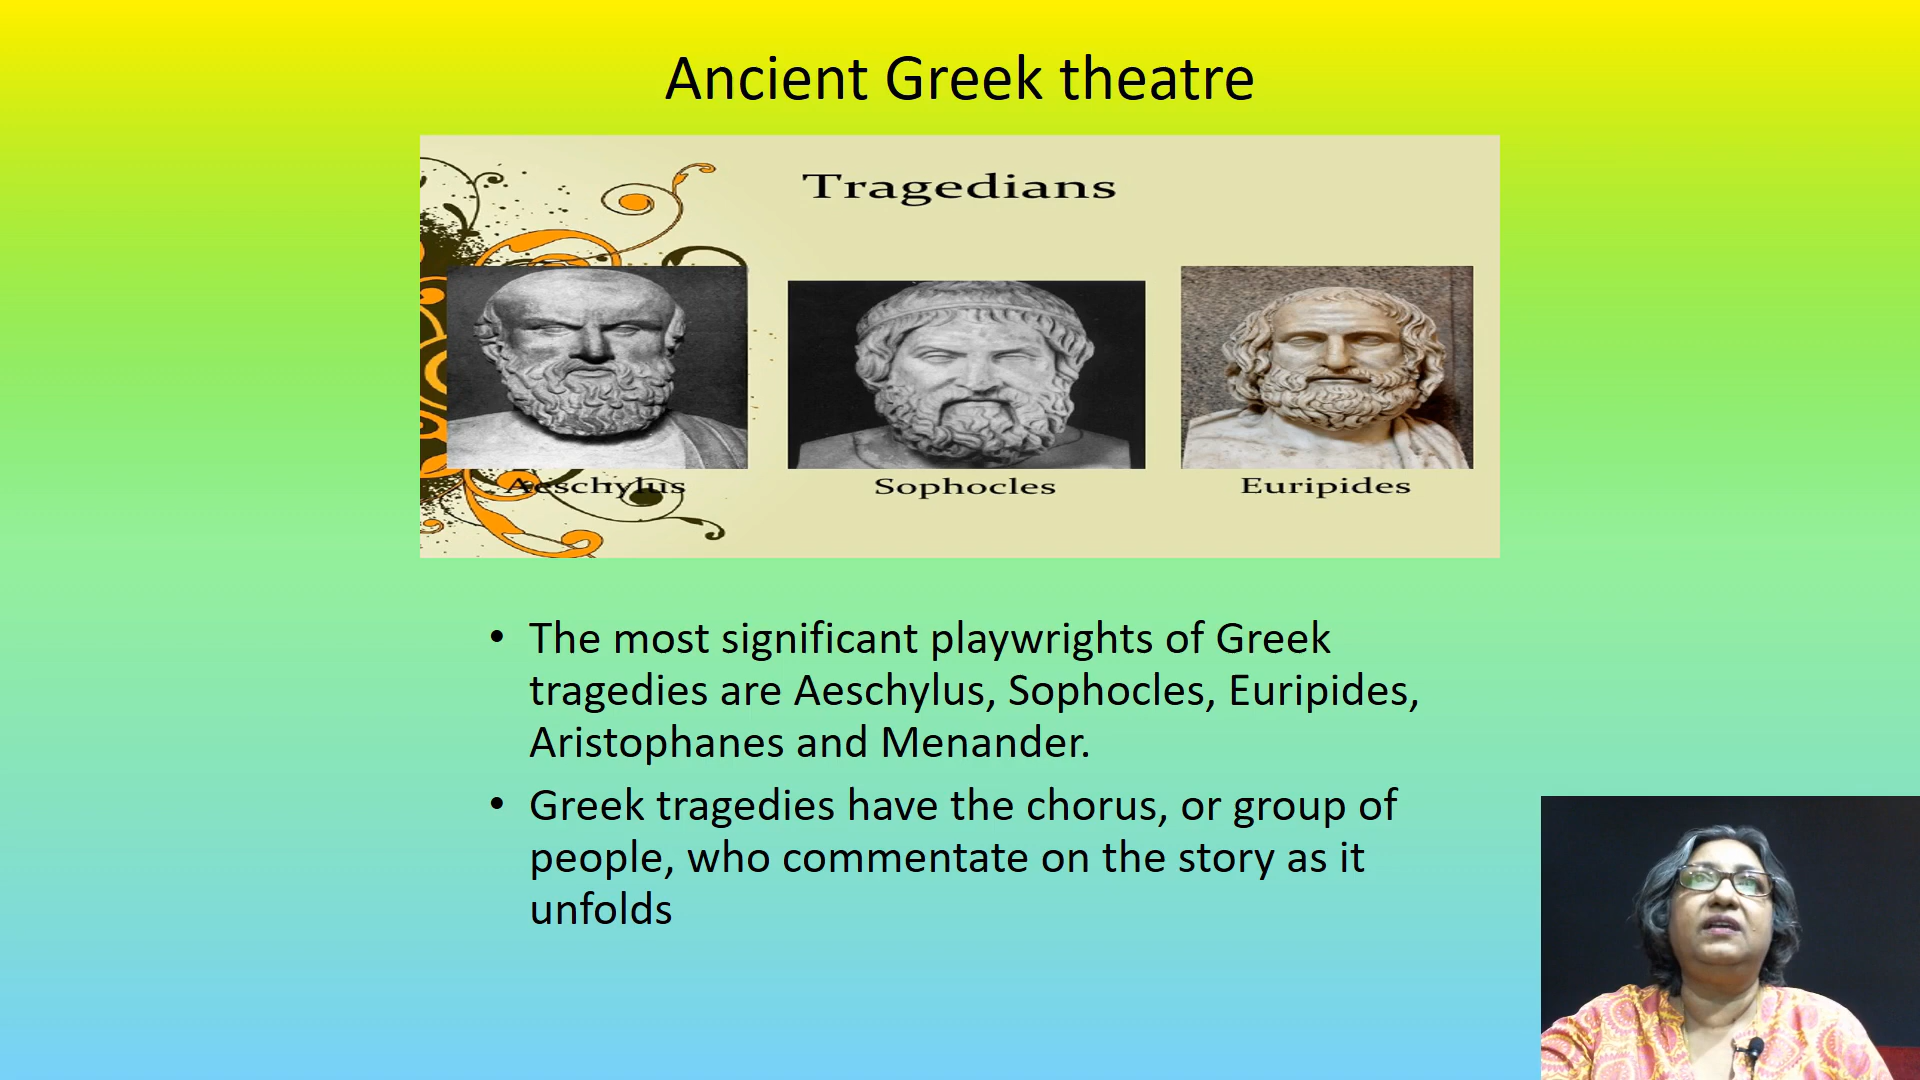 Ancient Greek theatre
Tragedians
Aeschylus
Sophocles
Euripides
• The most significant playwrights of Greek
tragedies are Aeschylus, Sophocles, Euripides,
Aristophanes and Menander.
• Greek tragedies have the chorus, or group of
people, who commentate on the story as it
unfolds